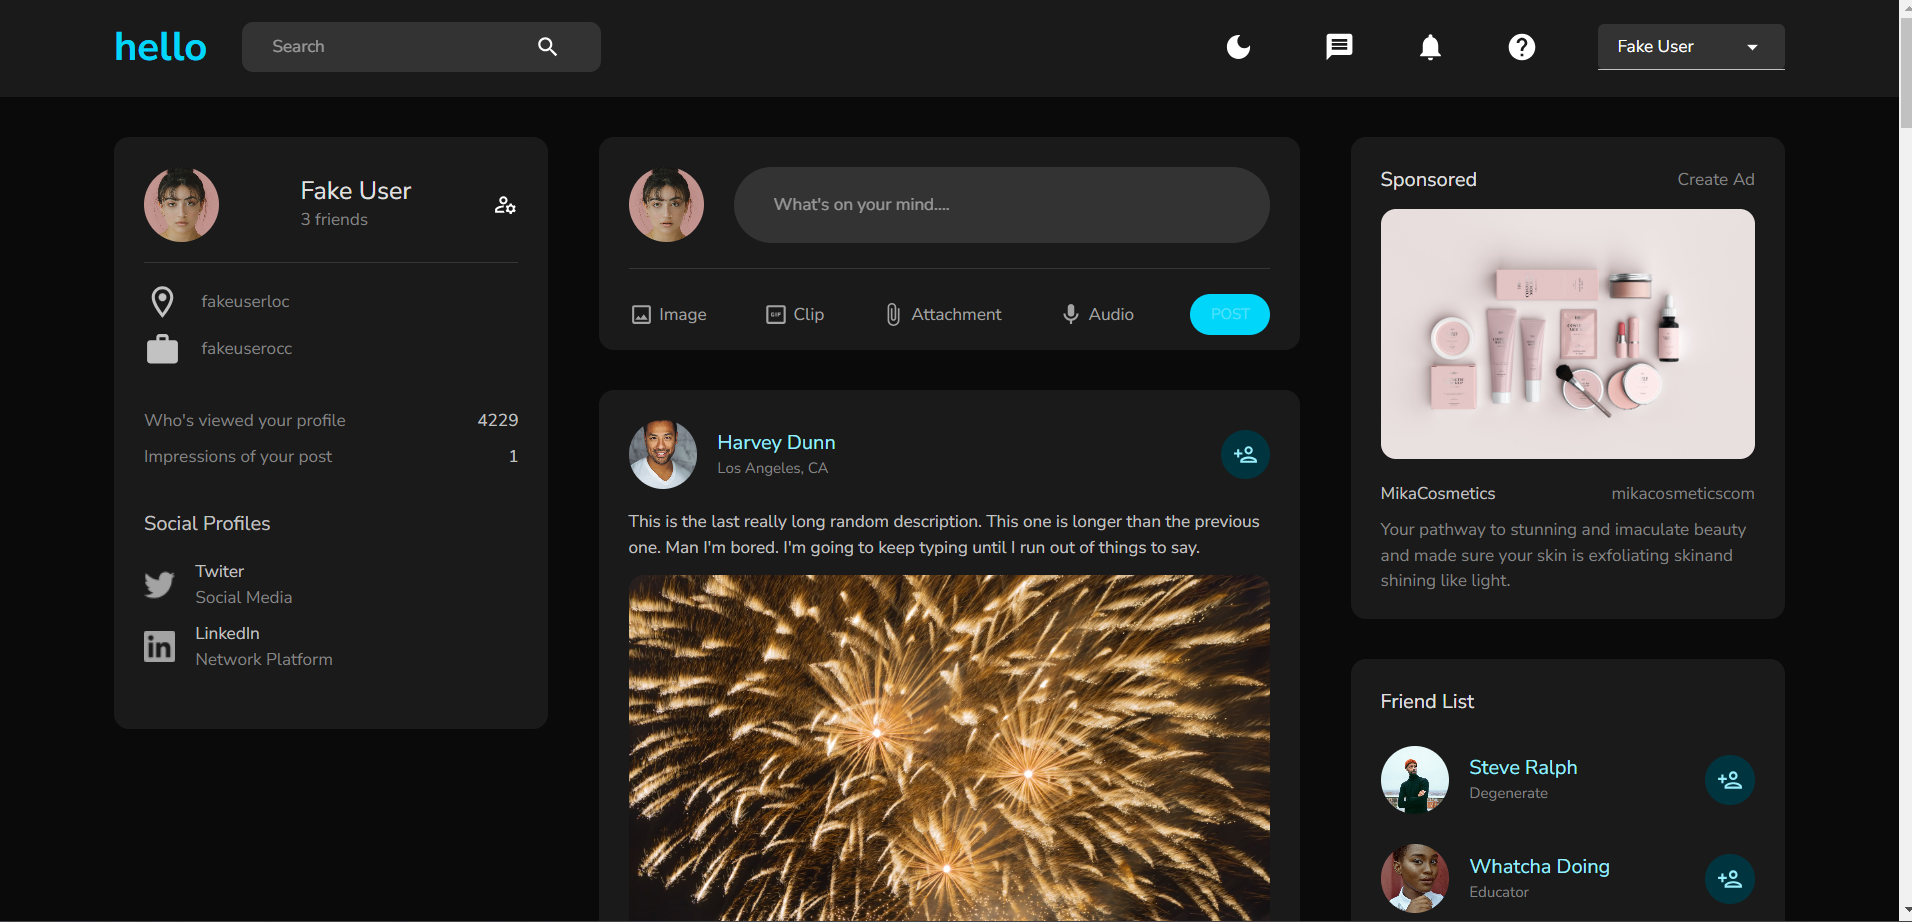 hello
Search
Fake User
Fake User
3 friends
fakeuserloc
fakeuserocc
Who's viewed your profile 4229
Impressions of your post 1
Social Profiles
Twiter
Social Media
LinkedIn
Network Platform
What's on your mind....
Image
GIF Clip
Attachment
Audio
POST
Harvey Dunn
Los Angeles, CA
This is the last really long random description. This one is longer than the previous
one. Man I'm bored. I'm going to keep typing until I run out of things to say.
Sponsored Create Ad
MikaCosmetics mikacosmeticscom
Your pathway to stunning and imaculate beauty
and made sure your skin is exfoliating skinand
shining like light.
Friend List
Steve Ralph
Degenerate
Whatcha Doing
Educator